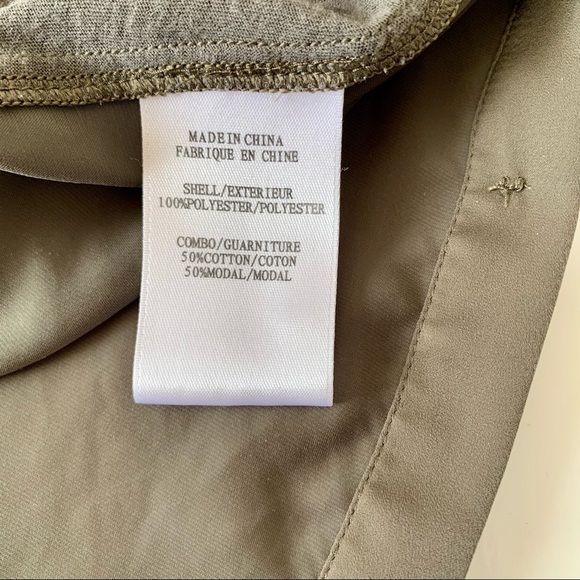 MADE IN CHINA
FABRIQUE EN CHINE
SHELL/EXTERIEUR
100%POLYESTER/POLYESTER
COMBO/GUARNITURE
50%COTTON/COTON
50%MODAL/MODAL